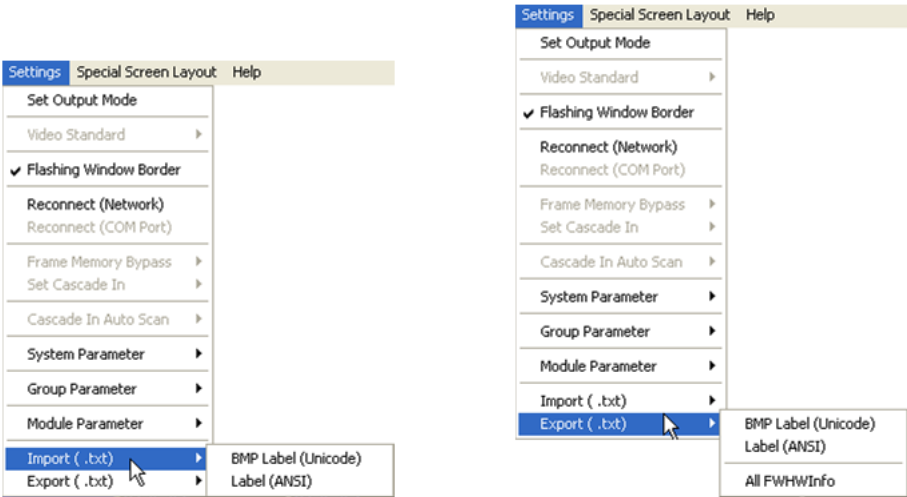 Settings Special Screen Layout Help
Set Output Mode
Video Standard
Flashing Window Border
Reconnect (Network)
Reconnect (COM Port)
Frame Memory Bypass
Set Cascade In
Cascade In Auto Scan
System Parameter
Group Parameter
Module Parameter
Import ( .txt)
Export ( .txt)
BMP Label (Unicode)
Label (ANSI)
Settings Special Screen Layout Help
Set Output Mode
Video Standard
Flashing Window Border
Reconnect (Network)
Reconnect (COM Port)
Frame Memory Bypass
Set Cascade In
Cascade In Auto Scan
System Parameter
Group Parameter
Module Parameter
Import ( .txt)
Export ( .txt)
BMP Label (Unicode)
Label (ANSI)
All FWHWInfo